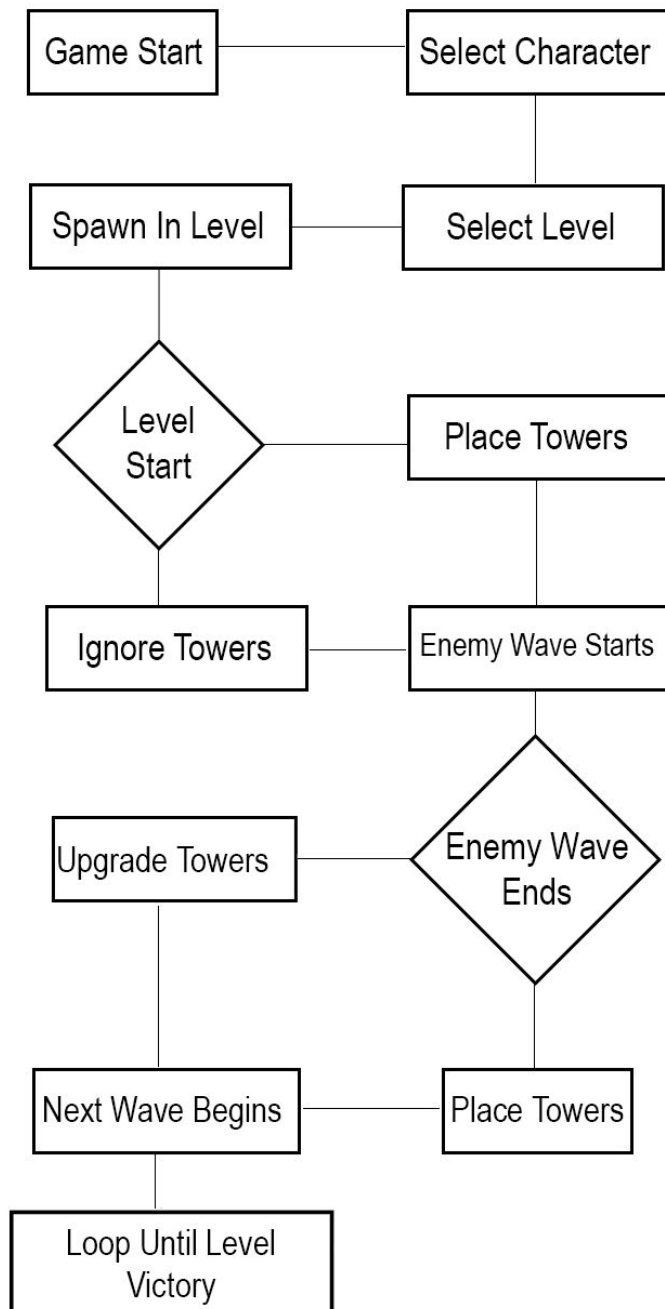 Game Start
Select Character
Spawn In Level
Select Level
Level
Start
Place Towers
Ignore Towers
Enemy Wave Starts
Upgrade Towers
Enemy Wave
Ends
Next Wave Begins
Place Towers
Loop Until Level
Victory